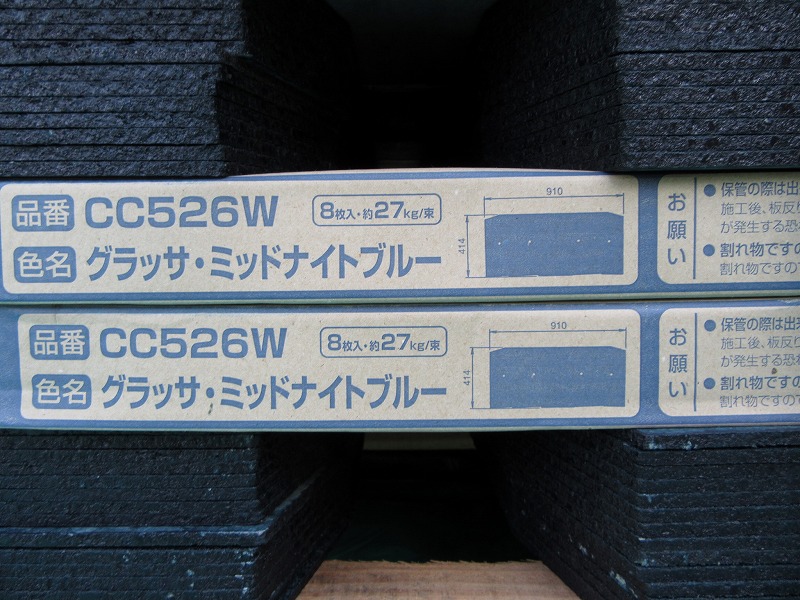 品番 CC526W 8枚入・約27kg/束
色名 グラッサ・ミッドナイトブルー
910
414
お願い
● 保管の際は出
施工後、板反り
が発生する恐
● 割れ物ですの
割れ物ですの
品番 CC526W 8枚入・約27kg/束
色名 グラッサ・ミッドナイトブルー
910
414
お願い
● 保管の際は出来
施工後、板反り
が発生する恐れ
● 割れ物ですの
割れ物ですので